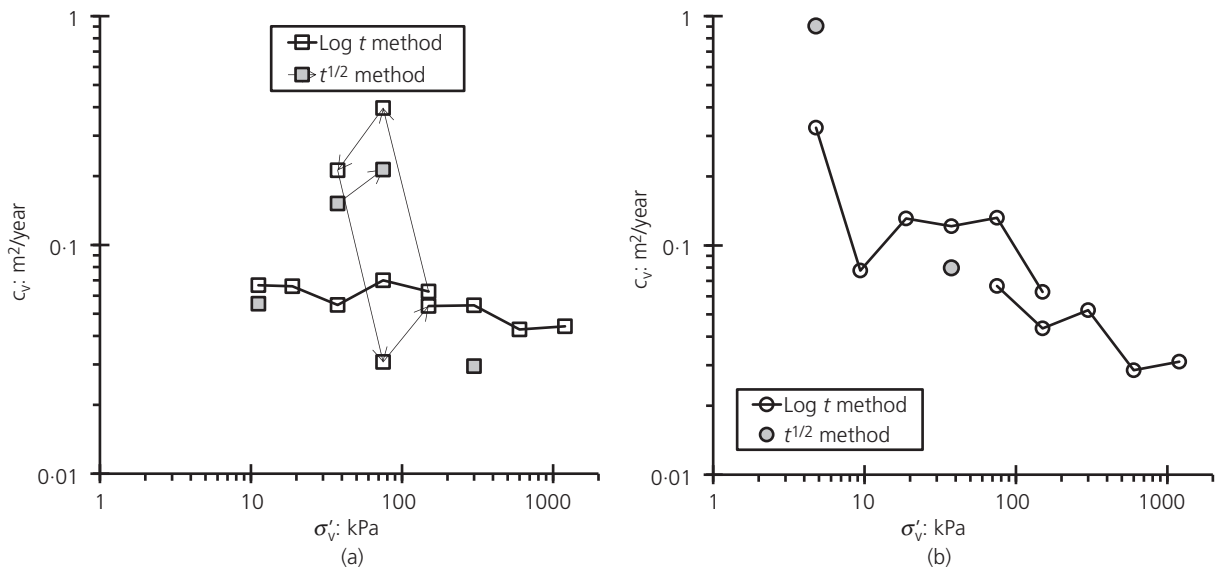 1
0·1
0·01
c_v: m²/year
Log t method
t^1/2 method
1
10
100
1000
σ′_v: kPa
(a)
1
0·1
0·01
c_v: m²/year
Log t method
t^1/2 method
1
10
100
1000
σ′_v: kPa
(b)